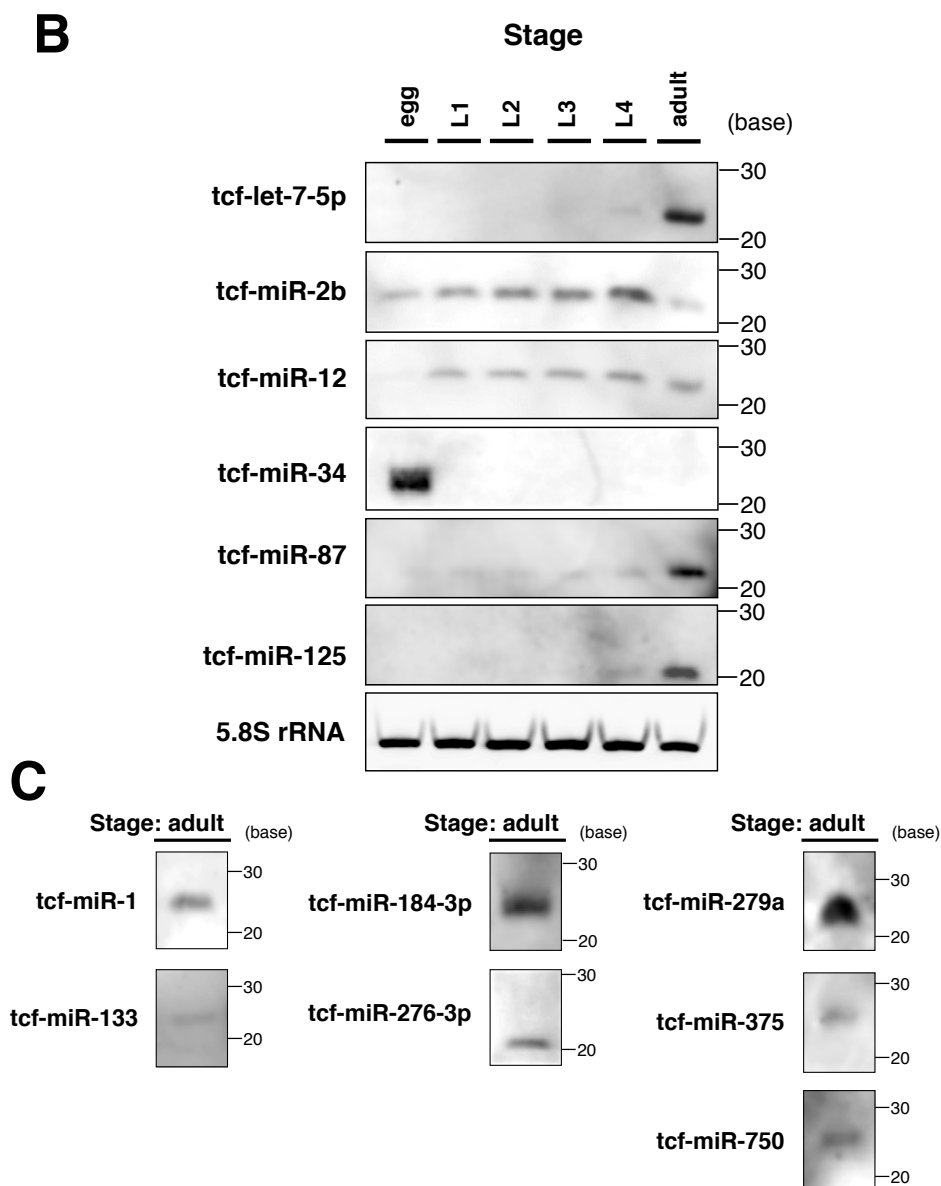 B
Stage
egg L1 L2 L3 L4 adult (base)
tcf-let-7-5p 30
20
tcf-miR-2b 30
20
tcf-miR-12 30
20
tcf-miR-34 30
20
tcf-miR-87 30
20
tcf-miR-125 30
20
5.8S rRNA
C
Stage: adult (base)
tcf-miR-1 30
20
tcf-miR-133 30
20
Stage: adult (base)
tcf-miR-184-3p 30
20
tcf-miR-276-3p 30
20
Stage: adult (base)
tcf-miR-279a 30
20
tcf-miR-375 30
20
tcf-miR-750 30
20